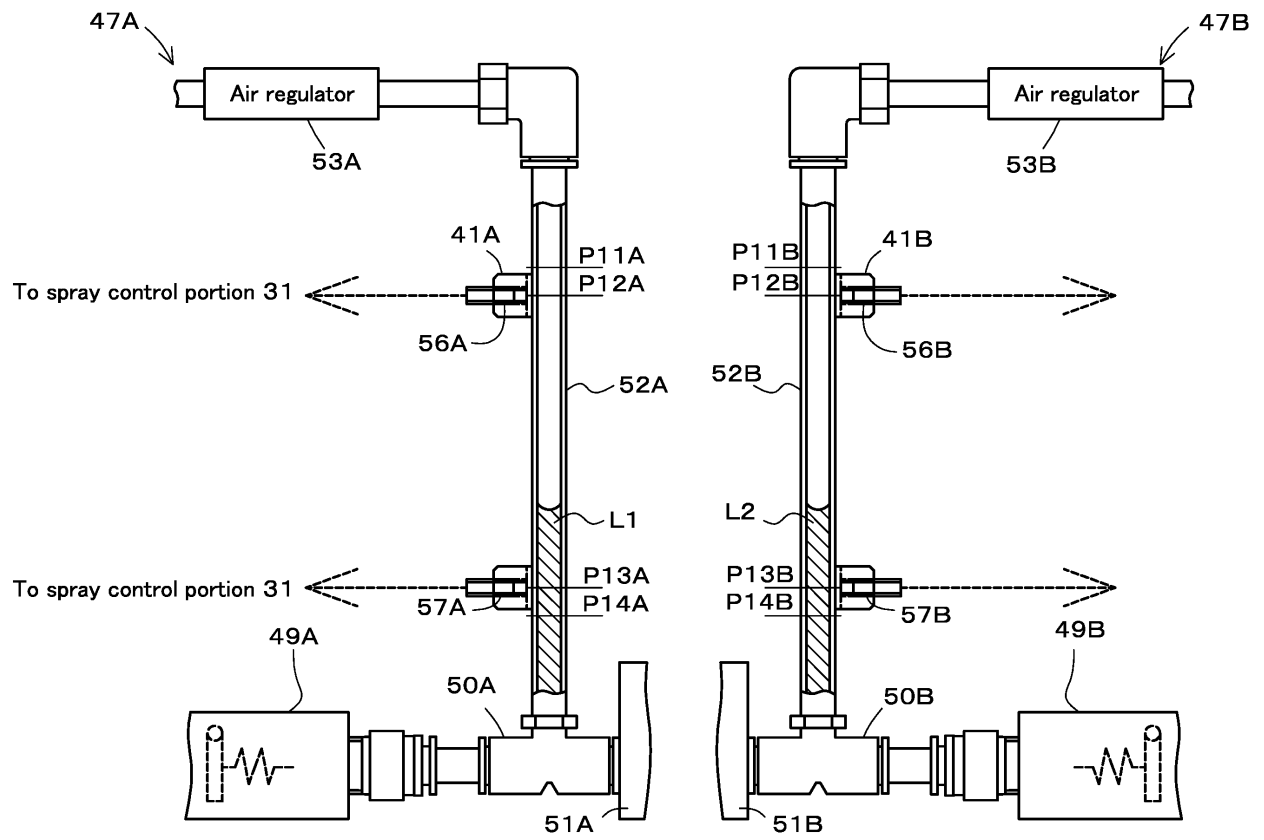 47A
47B
Air regulator
Air regulator
53A
53B
41A
P11A
P11B
41B
To spray control portion 31
P12A
P12B
56A
56B
52A
52B
L1
L2
To spray control portion 31
P13A
P13B
57A
P14A
P14B
57B
49A
49B
50A
50B
51A
51B